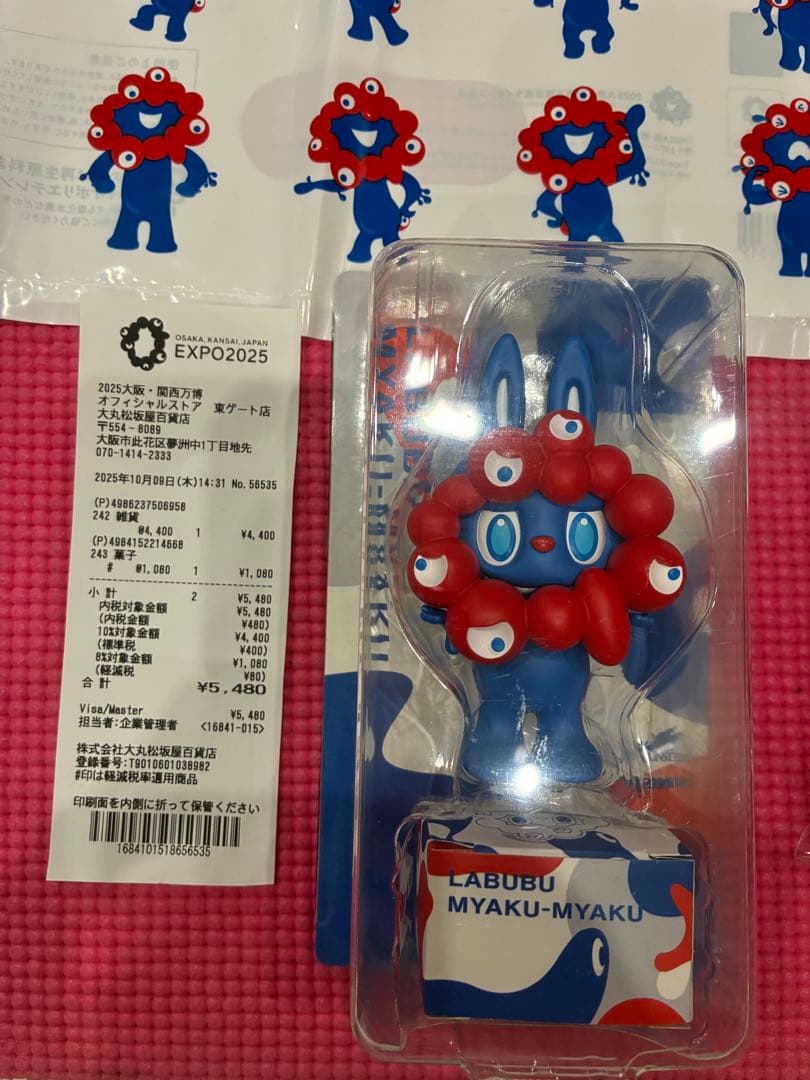 OSAKA, KANSAI, JAPAN
EXPO2025
2025大阪・関西万博
オフィシャルストア 東ゲート店
大丸松坂屋百貨店
〒554-8089
大阪市此花区夢洲中1丁目地先
070-1414-2333
2025年10月09日(木)14:31 No.56535
(P)4986237506958
242 雑貨
@4,400 1 ¥4,400
(P)4984152214668
243 菓子
# @1,080 1 ¥1,080
小 計 2 ¥5,480
内税対象金額 ¥5,480
(内税額 ¥480)
10%対象金額 ¥4,400
(標準税 ¥400)
8%対象金額 ¥1,080
(軽減税 ¥80)
合 計 ¥5,480
Visa/Master ¥5,480
担当者:企業管理者 <16841-015>
株式会社大丸松坂屋百貨店
登録番号:T9010601038982
#印は軽減税率適用商品
印刷面を内側に折って保管ください
1684101518656535
LABUBU
MYAKU-MYAKU
LABUBU
MYAKU-MYAKU